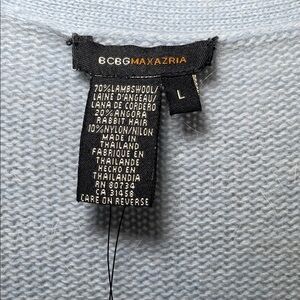 BCBGMAXAZRIA
L
70%LAMBSWOOL/
LAINE D'ANGEAU/
LANA DE CORDERO
20%ANGORA
RABBIT HAIR
10%NYLON/NILON
MADE IN
THAILAND
FABRIQUE EN
THAILANDE
HECHO EN
THAILANDIA
RN 80734
CA 31458
CARE ON REVERSE